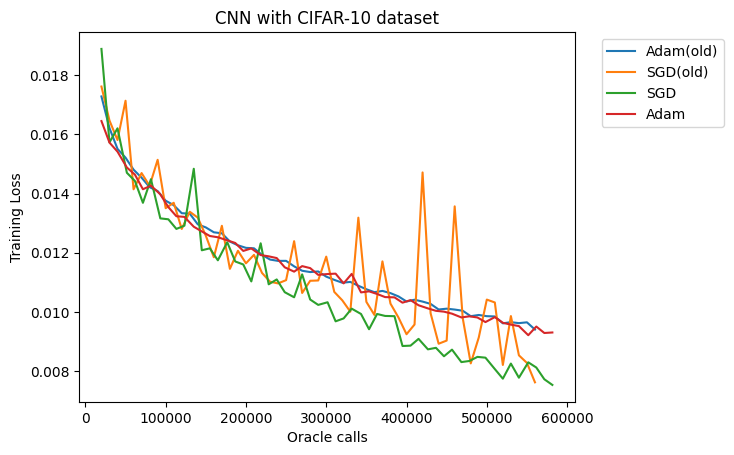 CNN with CIFAR-10 dataset
Adam(old)
SGD(old)
SGD
Adam
Training Loss
0.018
0.016
0.014
0.012
0.010
0.008
0
100000
200000
300000
400000
500000
600000
Oracle calls